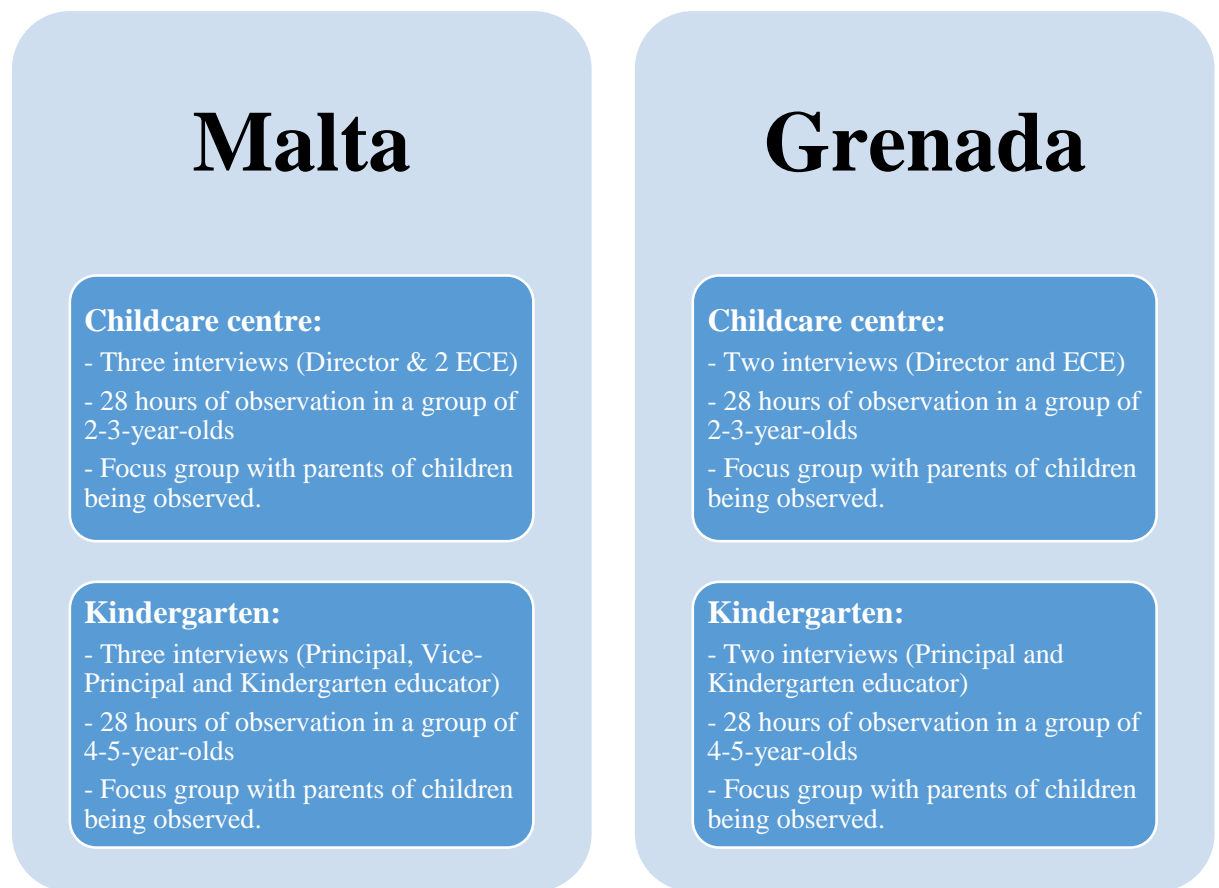 Malta
Childcare centre:
- Three interviews (Director & 2 ECE)
- 28 hours of observation in a group of
2-3-year-olds
- Focus group with parents of children
being observed.
Kindergarten:
- Three interviews (Principal, Vice-
Principal and Kindergarten educator)
- 28 hours of observation in a group of
4-5-year-olds
- Focus group with parents of children
being observed.
Grenada
Childcare centre:
- Two interviews (Director and ECE)
- 28 hours of observation in a group of
2-3-year-olds
- Focus group with parents of children
being observed.
Kindergarten:
- Two interviews (Principal and
Kindergarten educator)
- 28 hours of observation in a group of
4-5-year-olds
- Focus group with parents of children
being observed.